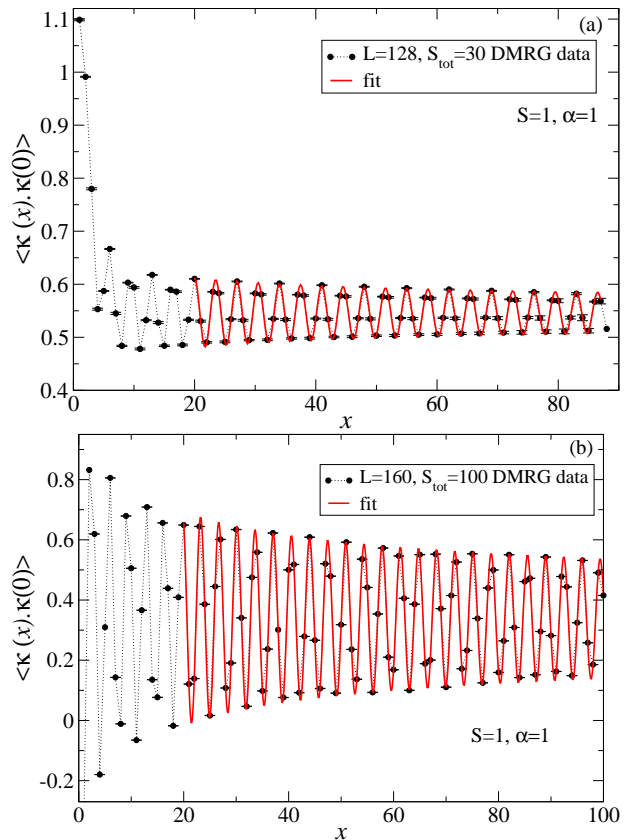 (a)
L=128, S_tot=30 DMRG data
fit
S=1, α=1
<κ (x).κ(0)>
1.1
1
0.9
0.8
0.7
0.6
0.5
0.4
0 20 40 60 80
x
(b)
L=160, S_tot=100 DMRG data
fit
S=1, α=1
<κ (x).κ(0)>
0.8
0.6
0.4
0.2
0
-0.2
0 20 40 60 80 100
x